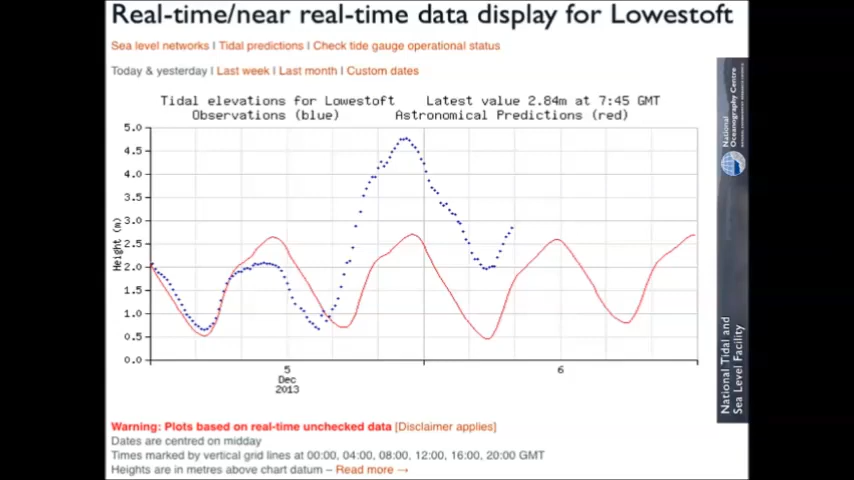 Real-time/near real-time data display for Lowestoft
Sea level networks | Tidal predictions | Check tide gauge operational status
Today & yesterday | Last week | Last month | Custom dates
Tidal elevations for Lowestoft Latest value 2.84m at 7:45 GMT
Observations (blue) Astronomical Predictions (red)
5.0
4.5
4.0
3.5
3.0
2.5
2.0
1.5
1.0
0.5
0.0
Height (m)
5
Dec
2013
6
National
Oceanography Centre
National Tidal and
Sea Level Facility
Warning: Plots based on real-time unchecked data [Disclaimer applies]
Dates are centred on midday
Times marked by vertical grid lines at 00:00, 04:00, 08:00, 12:00, 16:00, 20:00 GMT
Heights are in metres above chart datum – Read more →